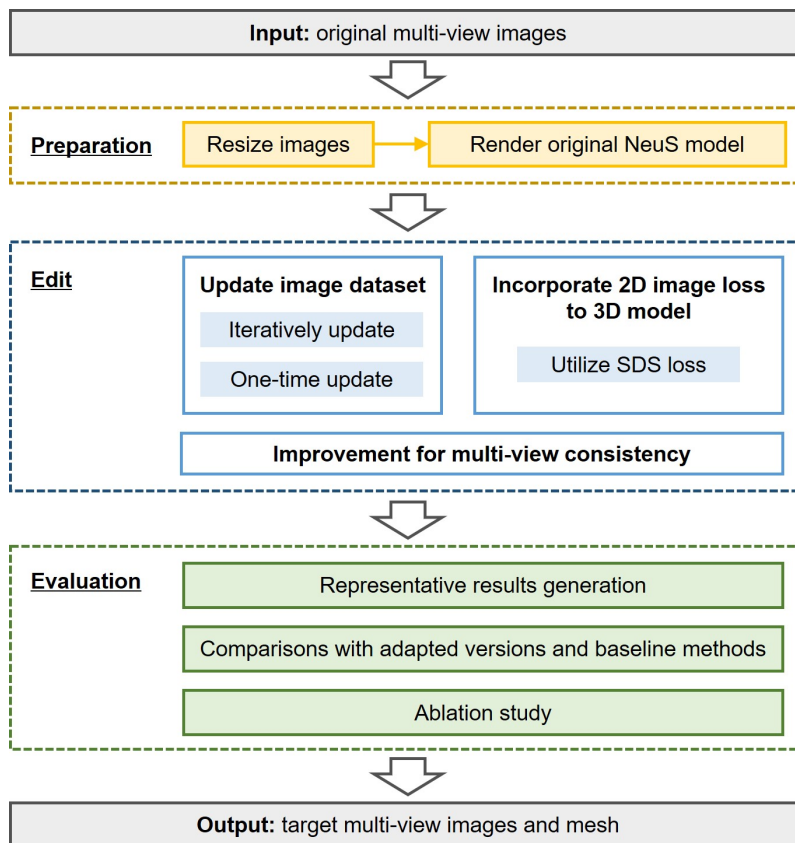 Input: original multi-view images
Preparation
Resize images
Render original NeuS model
Edit
Update image dataset
Iteratively update
One-time update
Incorporate 2D image loss
to 3D model
Utilize SDS loss
Improvement for multi-view consistency
Evaluation
Representative results generation
Comparisons with adapted versions and baseline methods
Ablation study
Output: target multi-view images and mesh